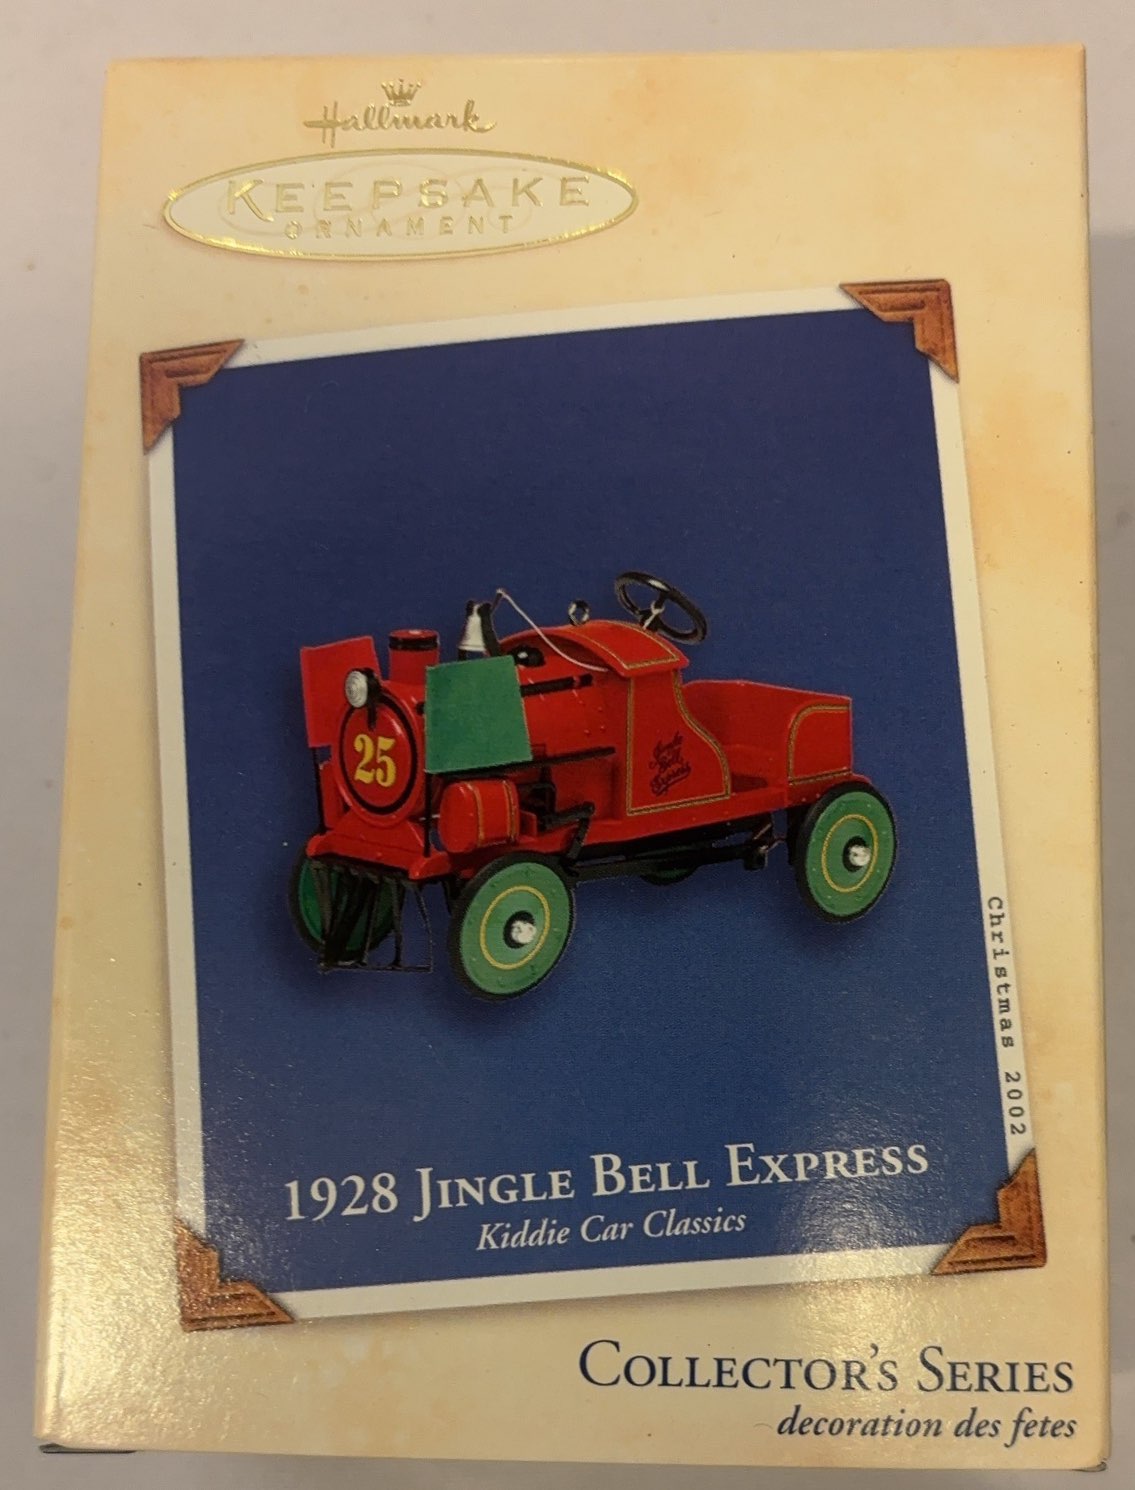 Hallmark
KEEPSAKE
ORNAMENT
25
Jingle
Bell
Express
Christmas 2002
1928 JINGLE BELL EXPRESS
Kiddie Car Classics
COLLECTOR'S SERIES
decoration des fetes